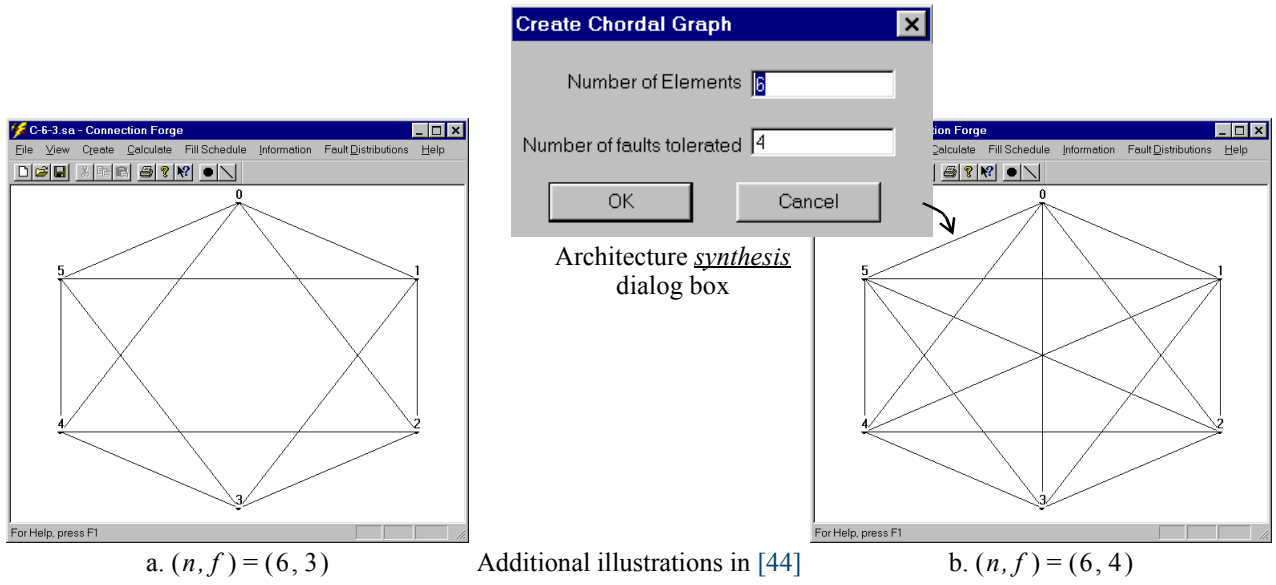 Create Chordal Graph
Number of Elements 6
Number of faults tolerated 4
OK Cancel
Architecture synthesis
dialog box
C-6-3.sa - Connection Forge
File View Create Calculate Fill Schedule Information Fault Distributions Help
0
5 1
4 2
3
For Help, press F1
a. (n, f) = (6, 3)
Additional illustrations in [44]
tion Forge
Calculate Fill Schedule Information Fault Distributions Help
0
5 1
4 2
3
For Help, press F1
b. (n, f) = (6, 4)